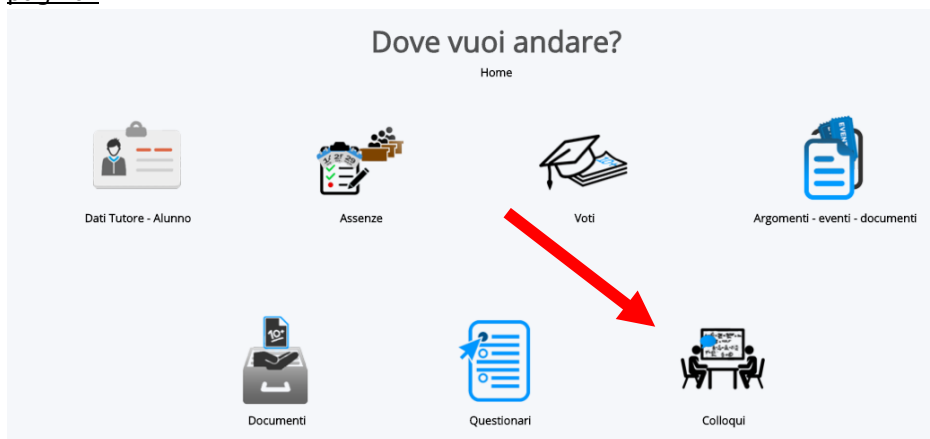 Dove vuoi andare?
Home
Dati Tutore - Alunno
Assenze
Voti
Argomenti - eventi - documenti
Documenti
Questionari
Colloqui